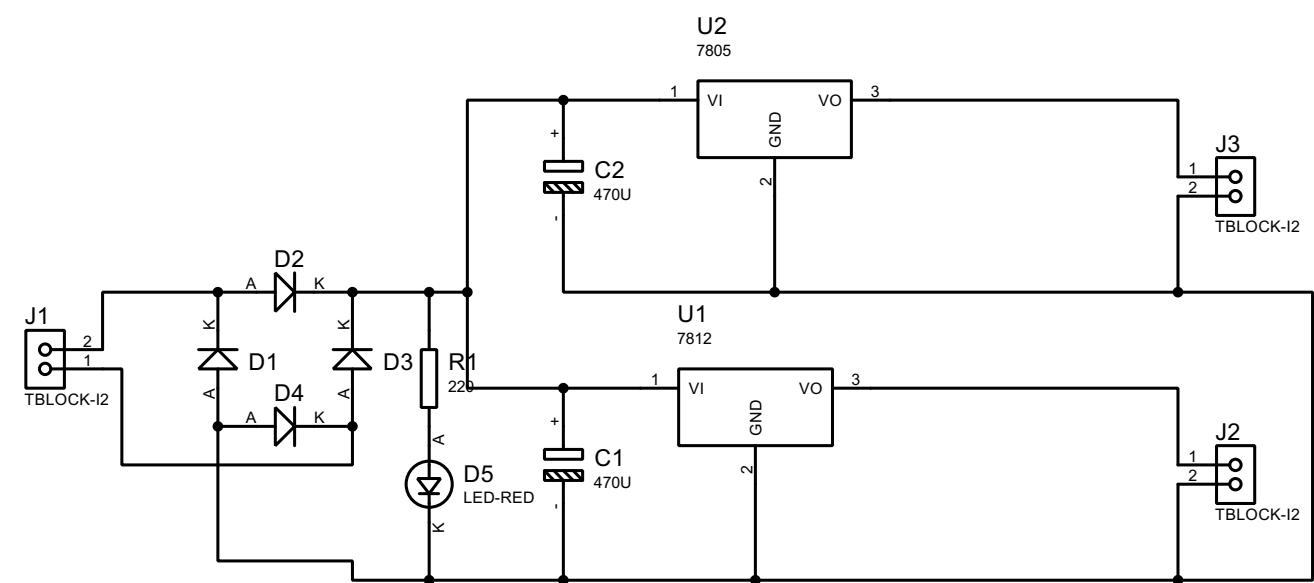 U2
7805
1 VI VO 3
GND
2
+
C2
470U
-
J3
1
2
TBLOCK-I2
D2
A K
J1
2
1
TBLOCK-I2
K
D1
A
K
D3
A
D4
A K
R1
220
A
D5
LED-RED
K
U1
7812
1 VI VO 3
GND
2
+
C1
470U
-
J2
1
2
TBLOCK-I2